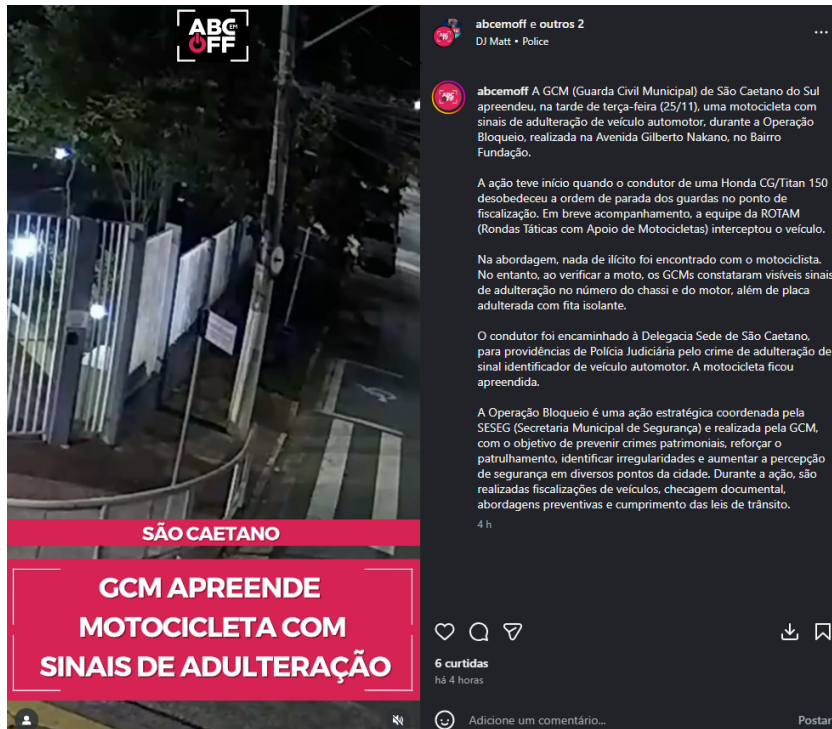 ABC EM
OFF
SÃO CAETANO
GCM APREENDE
MOTOCICLETA COM
SINAIS DE ADULTERAÇÃO
abcemoff e outros 2
DJ Matt • Police
abcemoff A GCM (Guarda Civil Municipal) de São Caetano do Sul
apreendeu, na tarde de terça-feira (25/11), uma motocicleta com
sinais de adulteração de veículo automotor, durante a Operação
Bloqueio, realizada na Avenida Gilberto Nakano, no Bairro
Fundação.
A ação teve início quando o condutor de uma Honda CG/Titan 150
desobedeceu a ordem de parada dos guardas no ponto de
fiscalização. Em breve acompanhamento, a equipe da ROTAM
(Rondas Táticas com Apoio de Motocicletas) interceptou o veículo.
Na abordagem, nada de ilícito foi encontrado com o motociclista.
No entanto, ao verificar a moto, os GCMs constataram visíveis sinais
de adulteração no número do chassi e do motor, além de placa
adulterada com fita isolante.
O condutor foi encaminhado à Delegacia Sede de São Caetano,
para providências de Polícia Judiciária pelo crime de adulteração de
sinal identificador de veículo automotor. A motocicleta ficou
apreendida.
A Operação Bloqueio é uma ação estratégica coordenada pela
SESEG (Secretaria Municipal de Segurança) e realizada pela GCM,
com o objetivo de prevenir crimes patrimoniais, reforçar o
patrulhamento, identificar irregularidades e aumentar a percepção
de segurança em diversos pontos da cidade. Durante a ação, são
realizadas fiscalizações de veículos, checagem documental,
abordagens preventivas e cumprimento das leis de trânsito.
4 h
6 curtidas
há 4 horas
Adicione um comentário...
Postar